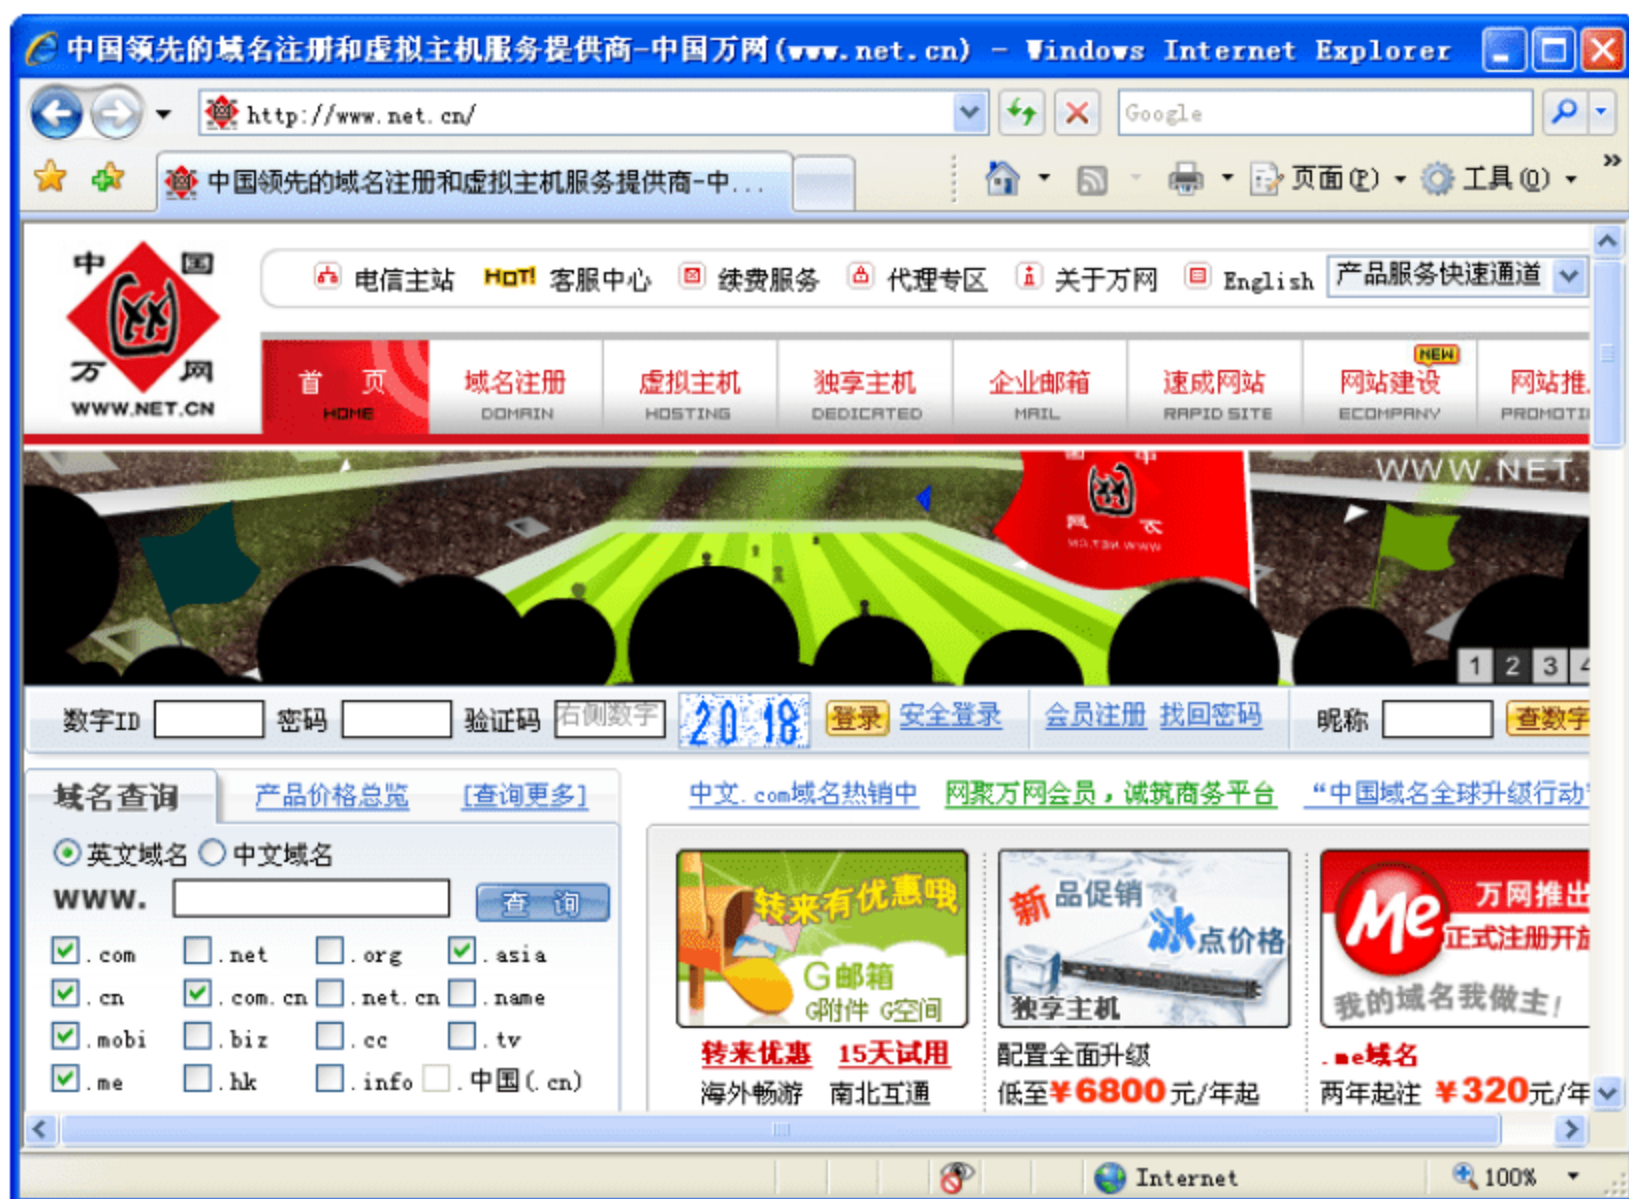 中国领先的域名注册和虚拟主机服务提供商-中国万网(www.net.cn) - Windows Internet Explorer
http://www.net.cn/
Google
中国领先的域名注册和虚拟主机服务提供商-中...
页面(P)
工具(O)
»
中国
万网
WWW.NET.CN
电信主站
HOT! 客服中心
续费服务
代理专区
关于万网
English
产品服务快速通道
首 页
HOME
域名注册
DOMAIN
虚拟主机
HOSTING
独享主机
DEDICATED
企业邮箱
MAIL
速成网站
RAPID SITE
NEW
网站建设
ECOMPANY
网站推
PROMOTI
WWW.NET.
1 2 3 4
数字ID
密码
验证码
右侧数字
2018
登录
安全登录
会员注册
找回密码
昵称
查数字
域名查询
产品价格总览
[查询更多]
英文域名
中文域名
www.
查 询
.com .net .org .asia
.cn .com.cn .net.cn .name
.mobi .biz .cc .tv
.me .hk .info .中国(.cn)
中文.com域名热销中
网聚万网会员，诚筑商务平台
“中国域名全球升级行动
转来有优惠哦
G邮箱
G附件 G空间
转来优惠 15天试用
海外畅游 南北互通
新品促销
冰点价格
独享主机
配置全面升级
低至¥6800元/年起
Me
万网推出
正式注册开放
我的域名我做主!
.me域名
两年起注 ¥320元/年
Internet
100%